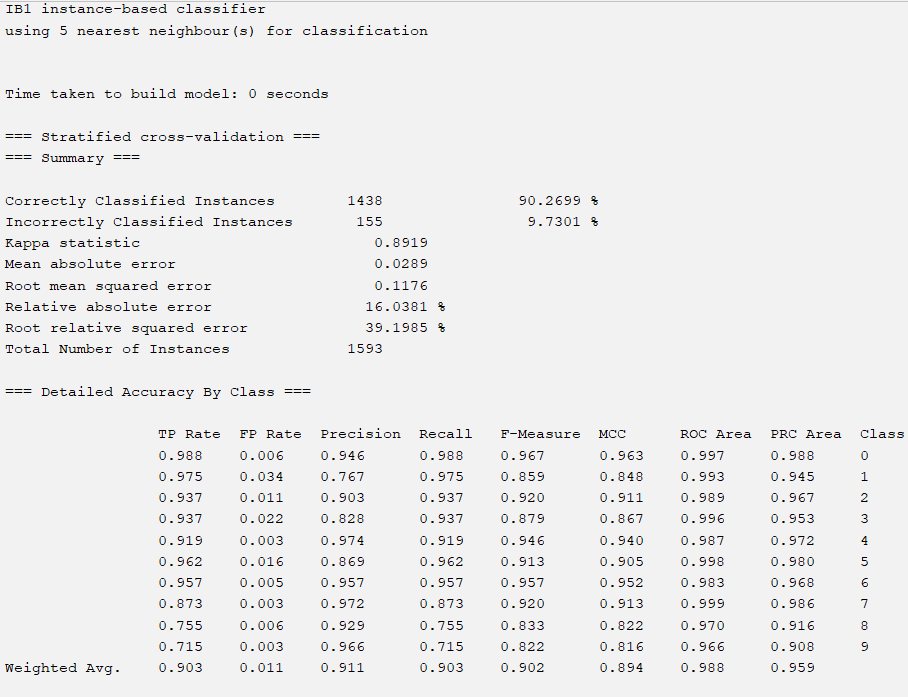 IB1 instance-based classifier
using 5 nearest neighbour(s) for classification
Time taken to build model: 0 seconds
=== Stratified cross-validation ===
=== Summary ===
Correctly Classified Instances 1438 90.2699 %
Incorrectly Classified Instances 155 9.7301 %
Kappa statistic 0.8919
Mean absolute error 0.0289
Root mean squared error 0.1176
Relative absolute error 16.0381 %
Root relative squared error 39.1985 %
Total Number of Instances 1593
=== Detailed Accuracy By Class ===
TP Rate FP Rate Precision Recall F-Measure MCC ROC Area PRC Area Class
0.988 0.006 0.946 0.988 0.967 0.963 0.997 0.988 0
0.975 0.034 0.767 0.975 0.859 0.848 0.993 0.945 1
0.937 0.011 0.903 0.937 0.920 0.911 0.989 0.967 2
0.937 0.022 0.828 0.937 0.879 0.867 0.996 0.953 3
0.919 0.003 0.974 0.919 0.946 0.940 0.987 0.972 4
0.962 0.016 0.869 0.962 0.913 0.905 0.998 0.980 5
0.957 0.005 0.957 0.957 0.957 0.952 0.983 0.968 6
0.873 0.003 0.972 0.873 0.920 0.913 0.999 0.986 7
0.755 0.006 0.929 0.755 0.833 0.822 0.970 0.916 8
0.715 0.003 0.966 0.715 0.822 0.816 0.966 0.908 9
Weighted Avg. 0.903 0.011 0.911 0.903 0.902 0.894 0.988 0.959